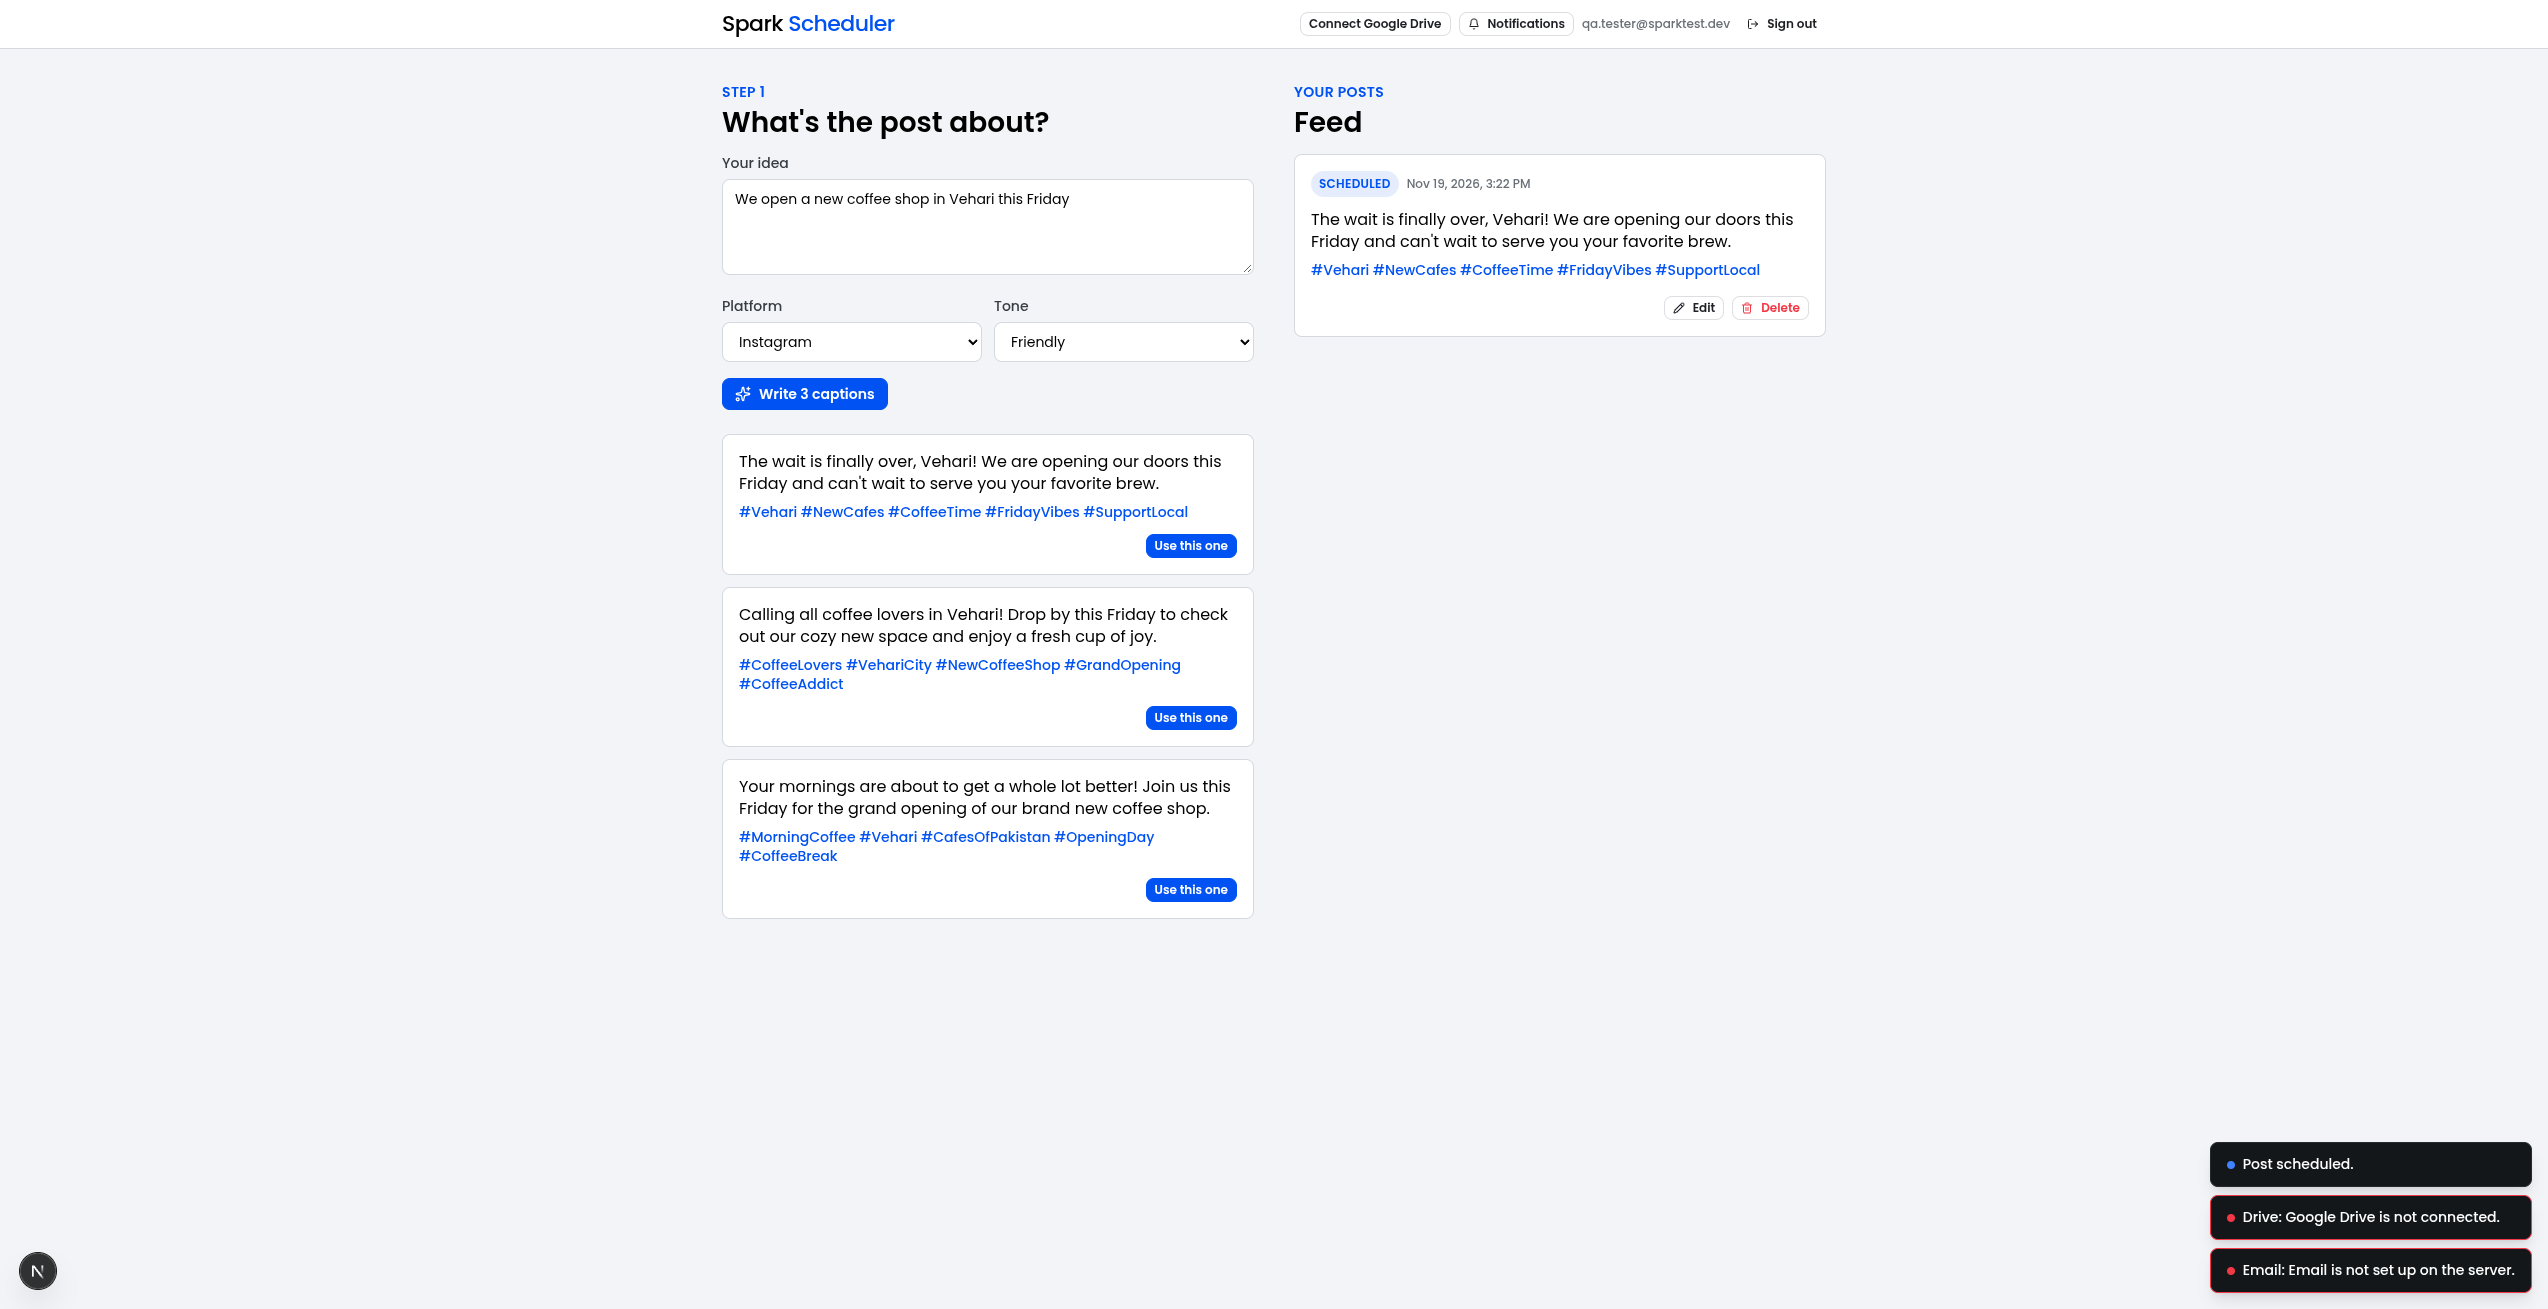 Spark Scheduler
Connect Google Drive
Notifications
qa.tester@sparktest.dev
Sign out
STEP 1
What's the post about?
Your idea
We open a new coffee shop in Vehari this Friday
Platform
Tone
Instagram
Friendly
Write 3 captions
The wait is finally over, Vehari! We are opening our doors this
Friday and can't wait to serve you your favorite brew.
#Vehari #NewCafes #CoffeeTime #FridayVibes #SupportLocal
Use this one
Calling all coffee lovers in Vehari! Drop by this Friday to check
out our cozy new space and enjoy a fresh cup of joy.
#CoffeeLovers #VehariCity #NewCoffeeShop #GrandOpening
#CoffeeAddict
Use this one
Your mornings are about to get a whole lot better! Join us this
Friday for the grand opening of our brand new coffee shop.
#MorningCoffee #Vehari #CafesOfPakistan #OpeningDay
#CoffeeBreak
Use this one
YOUR POSTS
Feed
SCHEDULED Nov 19, 2026, 3:22 PM
The wait is finally over, Vehari! We are opening our doors this
Friday and can't wait to serve you your favorite brew.
#Vehari #NewCafes #CoffeeTime #FridayVibes #SupportLocal
Edit
Delete
Post scheduled.
Drive: Google Drive is not connected.
Email: Email is not set up on the server.
N